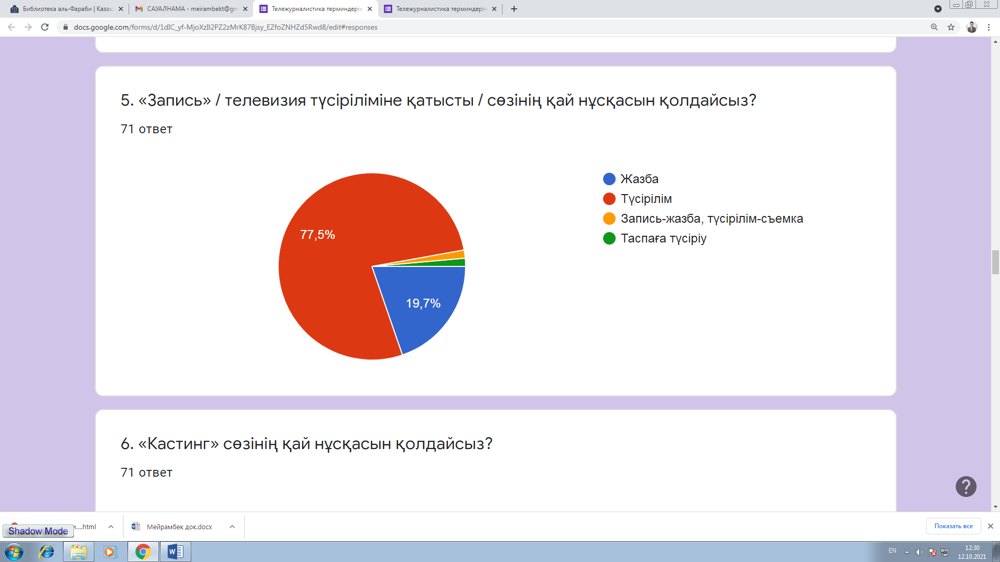 Библиотека аль-Фараби | Казахс
САУАЛНАМА - meirambekt@gm
Тележурналистика терминдерін
Тележурналистика терминдерін
docs.google.com/forms/d/1dIC_yf-MjoXzIl2PZ2zMrK87Bjsy_EZfoZNHZd5Rwd8/edit#responses
5. «Запись» / телевизия түсіріліміне қатысты / сөзінің қай нұсқасын қолдайсыз?
71 ответ
77,5%
19,7%
Жазба
Түсірілім
Запись-жазба, түсірілім-съемка
Таспаға түсіріу
6. «Кастинг» сөзінің қай нұсқасын қолдайсыз?
71 ответ
?
Shadow Mode
и....html
Мейрамбек док.docx
Показать все
EN
12:30
12.10.2021